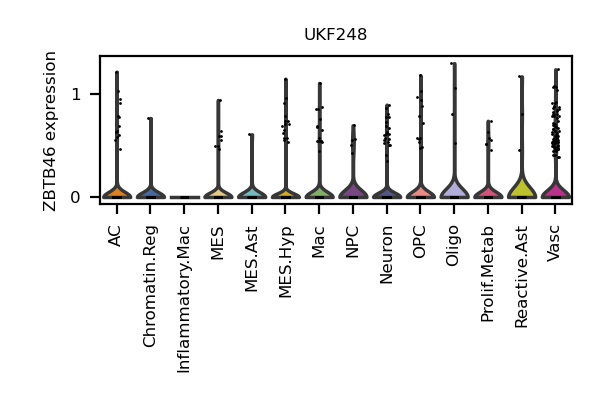 UKF248
ZBTB46 expression
1
0
AC
Chromatin.Reg
Inflammatory.Mac
MES
MES.Ast
MES.Hyp
Mac
NPC
Neuron
OPC
Oligo
Prolif.Metab
Reactive.Ast
Vasc